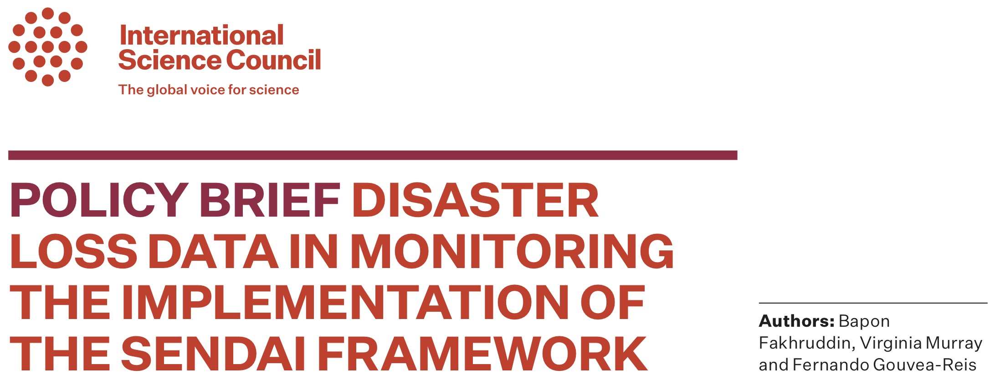 International
Science Council
The global voice for science
POLICY BRIEF DISASTER
LOSS DATA IN MONITORING
THE IMPLEMENTATION OF
THE SENDAI FRAMEWORK
Authors: Bapon
Fakhruddin, Virginia Murray
and Fernando Gouvea-Reis